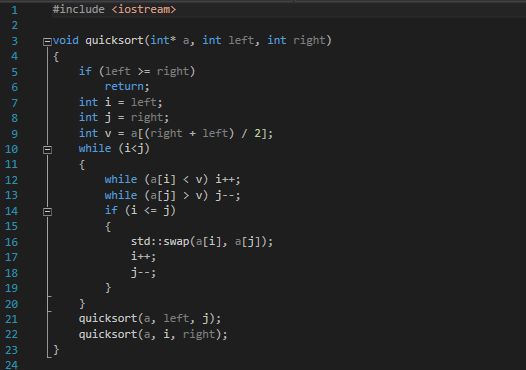 1 #include <iostream>
2
3 void quicksort(int* a, int left, int right)
4 {
5     if (left >= right)
6         return;
7     int i = left;
8     int j = right;
9     int v = a[(right + left) / 2];
10     while (i<j)
11     {
12         while (a[i] < v) i++;
13         while (a[j] > v) j--;
14         if (i <= j)
15         {
16             std::swap(a[i], a[j]);
17             i++;
18             j--;
19         }
20     }
21     quicksort(a, left, j);
22     quicksort(a, i, right);
23 }
24